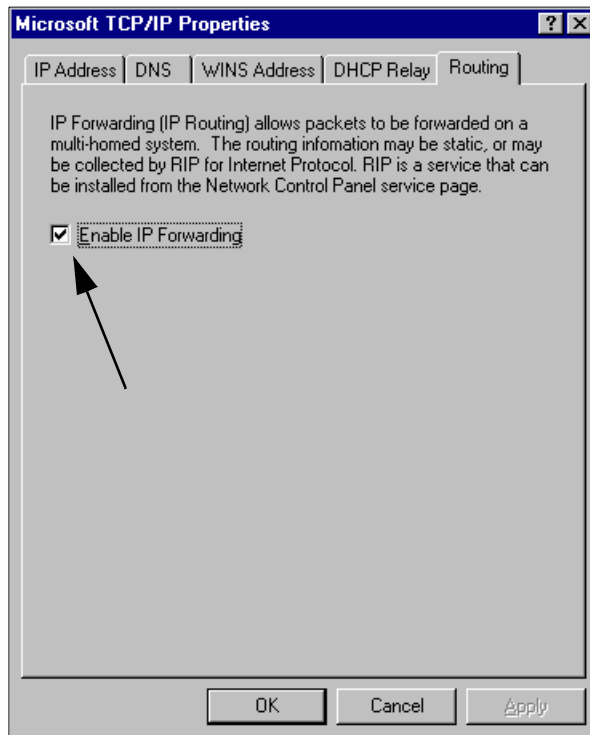 Microsoft TCP/IP Properties
IP Address DNS WINS Address DHCP Relay Routing
IP Forwarding (IP Routing) allows packets to be forwarded on a
multi-homed system. The routing infomation may be static, or may
be collected by RIP for Internet Protocol. RIP is a service that can
be installed from the Network Control Panel service page.
Enable IP Forwarding
OK Cancel Apply